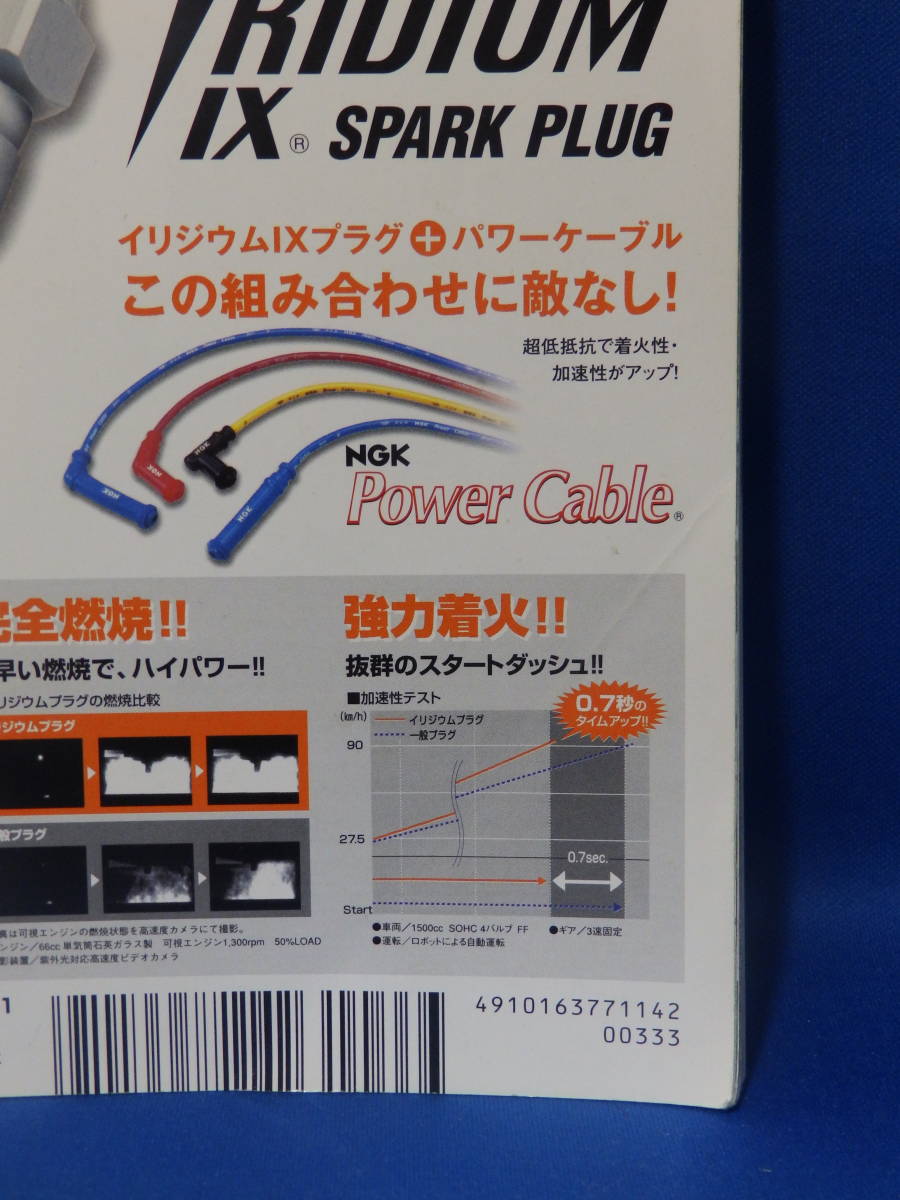 RIDIUM
IX® SPARK PLUG
イリジウムIXプラグ+パワーケーブル
この組み合わせに敵なし!
超低抵抗で着火性・
加速性がアップ!
NGK
NGK
NGK
NGK
NGK
Power Cable®
完全燃焼!!
早い燃焼で、ハイパワー!!
リジウムプラグの燃焼比較
リジウムプラグ
般プラグ
真は可視エンジンの燃焼状態を高速度カメラにて撮影。
ンジン/66cc 単気筒石英ガラス製 可視エンジン1,300rpm 50%LOAD
影装置/紫外光対応高速度ビデオカメラ
強力着火!!
抜群のスタートダッシュ!!
■加速性テスト
0.7秒の
タイムアップ!!
(km/h)
イリジウムプラグ
一般プラグ
90
27.5
0.7sec.
Start
●車両/1500cc SOHC 4バルブ FF ●ギア/3速固定
●運転/ロボットによる自動運転
1
4910163771142
00333